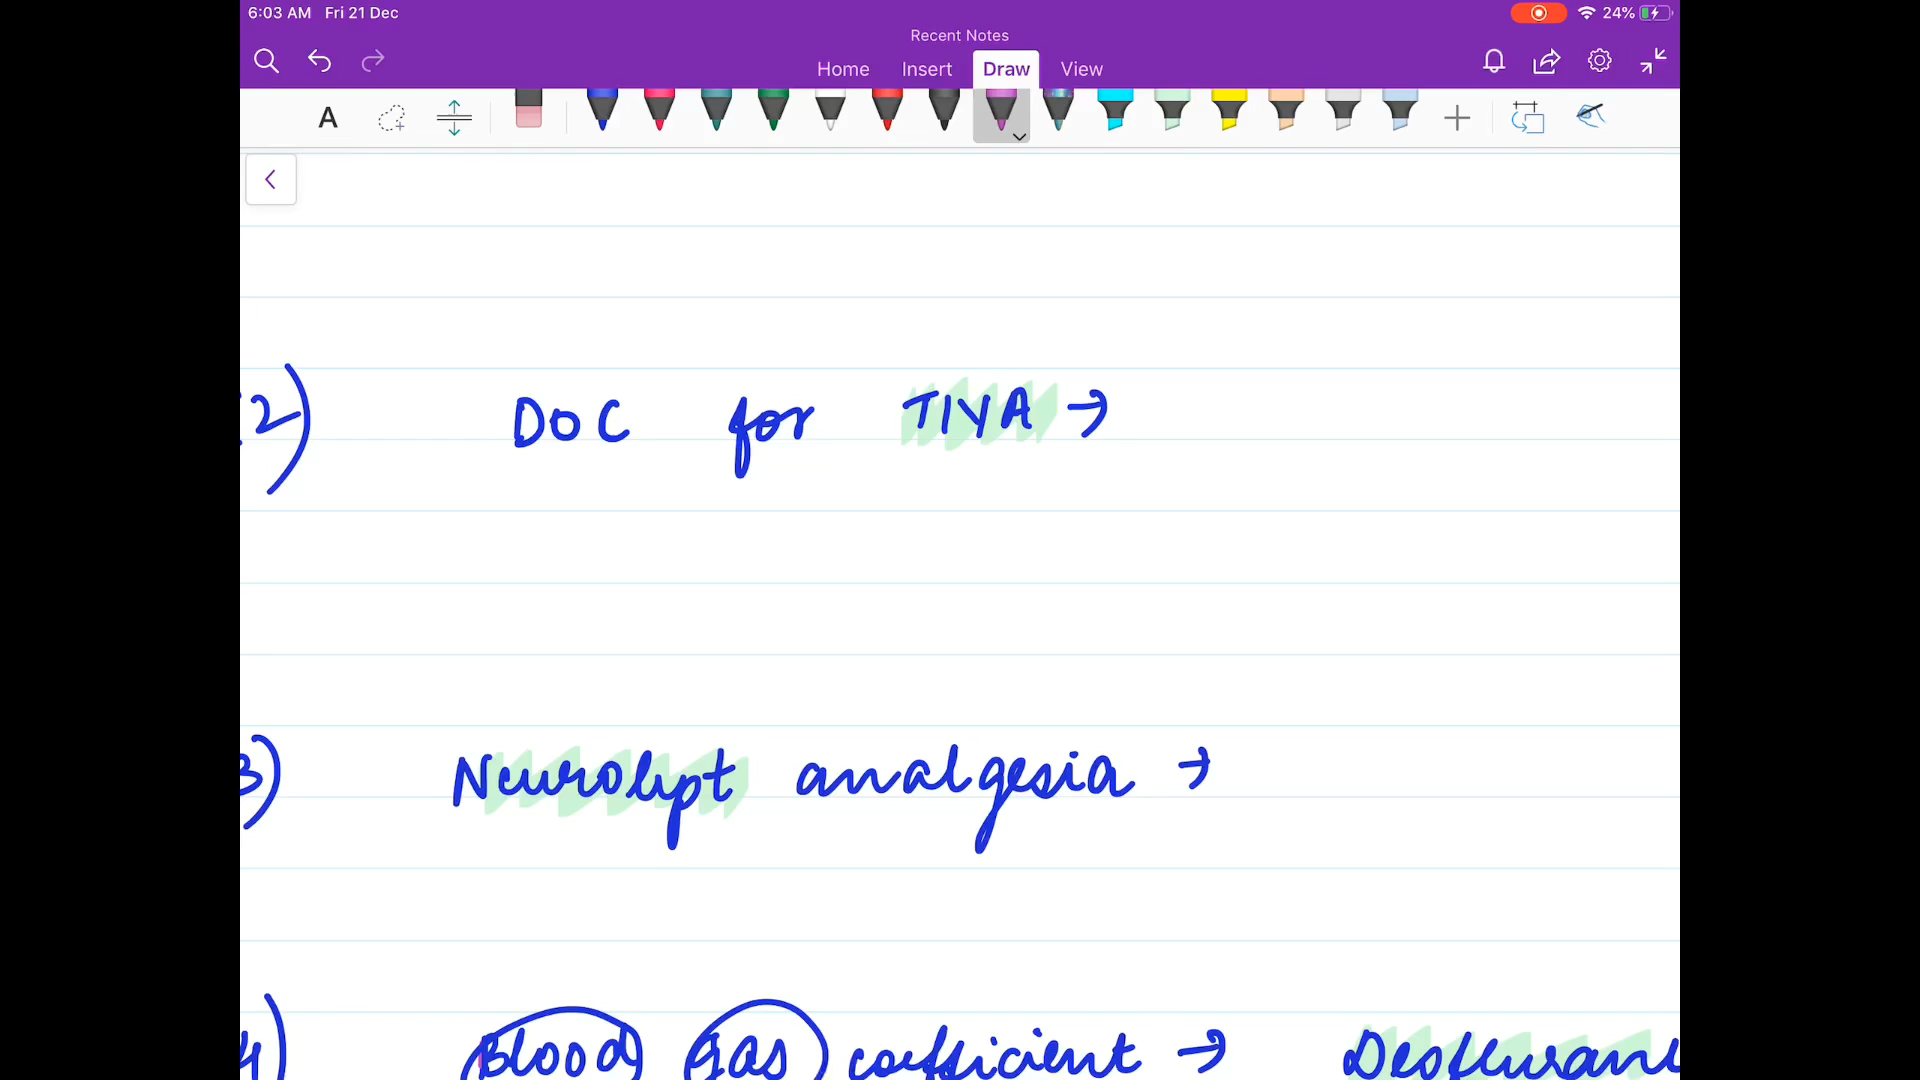 6:03 AM Fri 21 Dec 24%
Recent Notes
Home Insert Draw View
A
2) DOC for TIVA →
3) Neurolept analgesia →
4) Blood gas coefficient → Desflurane